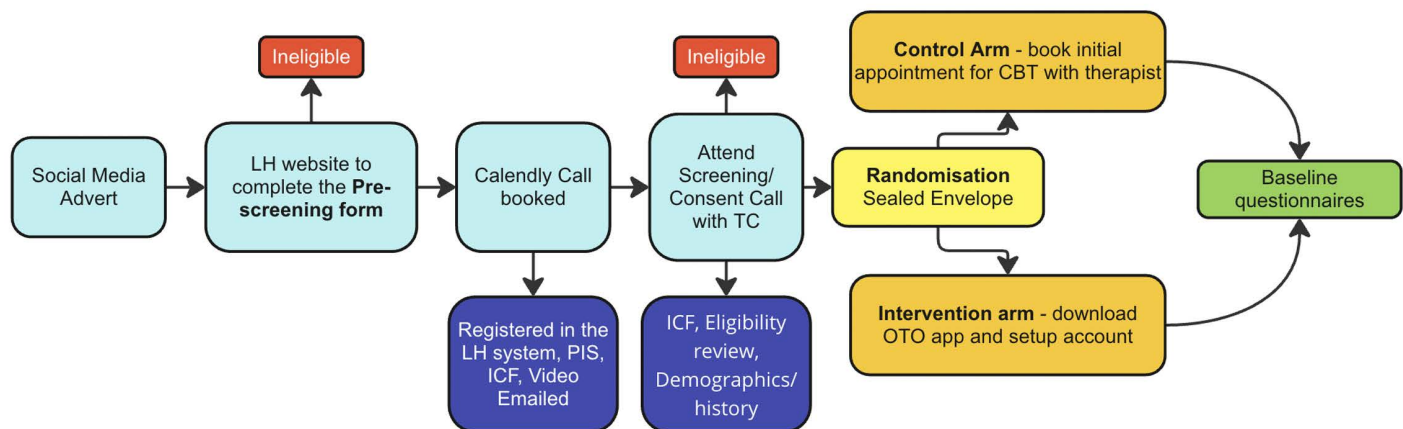 Social Media
Advert
Ineligible
LH website to
complete the Pre-
screening form
Calendly Call
booked
Registered in the
LH system, PIS,
ICF, Video
Emailed
Ineligible
Attend
Screening/
Consent Call
with TC
ICF, Eligibility
review,
Demographics/
history
Randomisation
Sealed Envelope
Control Arm - book initial
appointment for CBT with therapist
Intervention arm - download
OTO app and setup account
Baseline
questionnaires